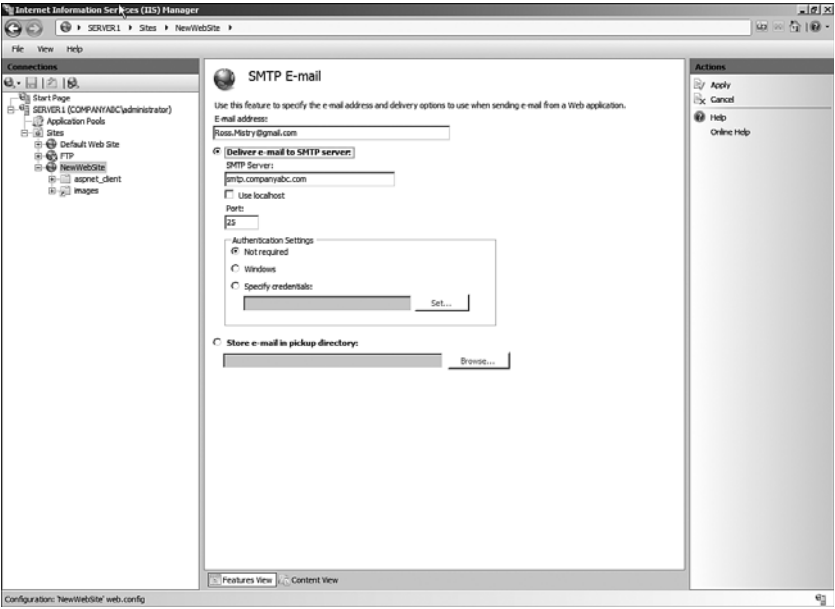 Internet Information Services (IIS) Manager
SERVER1 Sites NewWebSite
File View Help
Connections
Start Page
SERVER1 (COMPANYABC\administrator)
Application Pools
Sites
Default Web Site
FTP
NewWebSite
aspnet_client
images
SMTP E-mail
Use this feature to specify the e-mail address and delivery options to use when sending e-mail from a Web application.
E-mail address:
Ross.Mistry@gmail.com
Deliver e-mail to SMTP server:
SMTP Server:
smtp.companyabc.com
Use localhost
Port:
25
Authentication Settings
Not required
Windows
Specify credentials:
Set...
Store e-mail in pickup directory:
Browse...
Features View Content View
Actions
Apply
Cancel
Help
Online Help
Configuration: 'NewWebSite' web.config